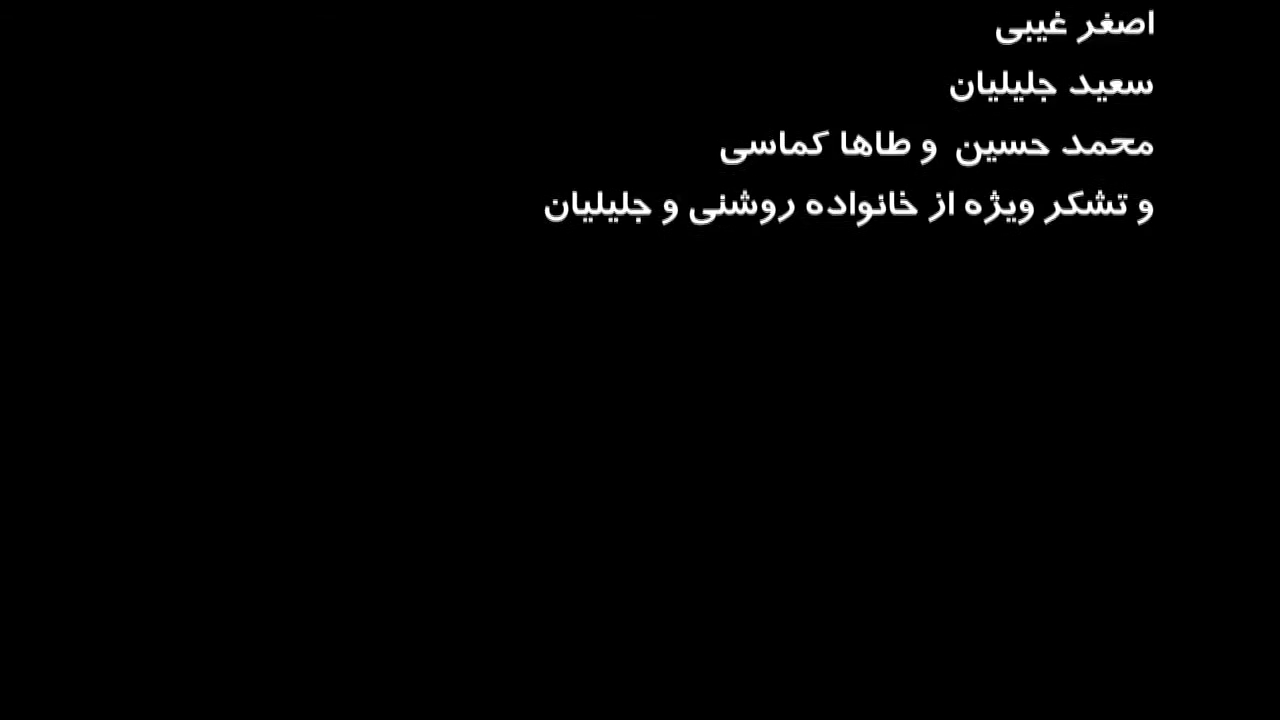 اصغر غیبی
سعید جلیلیان
محمد حسین و طاها کماسی
و تشکر ویژه از خانواده روشنی و جلیلیان